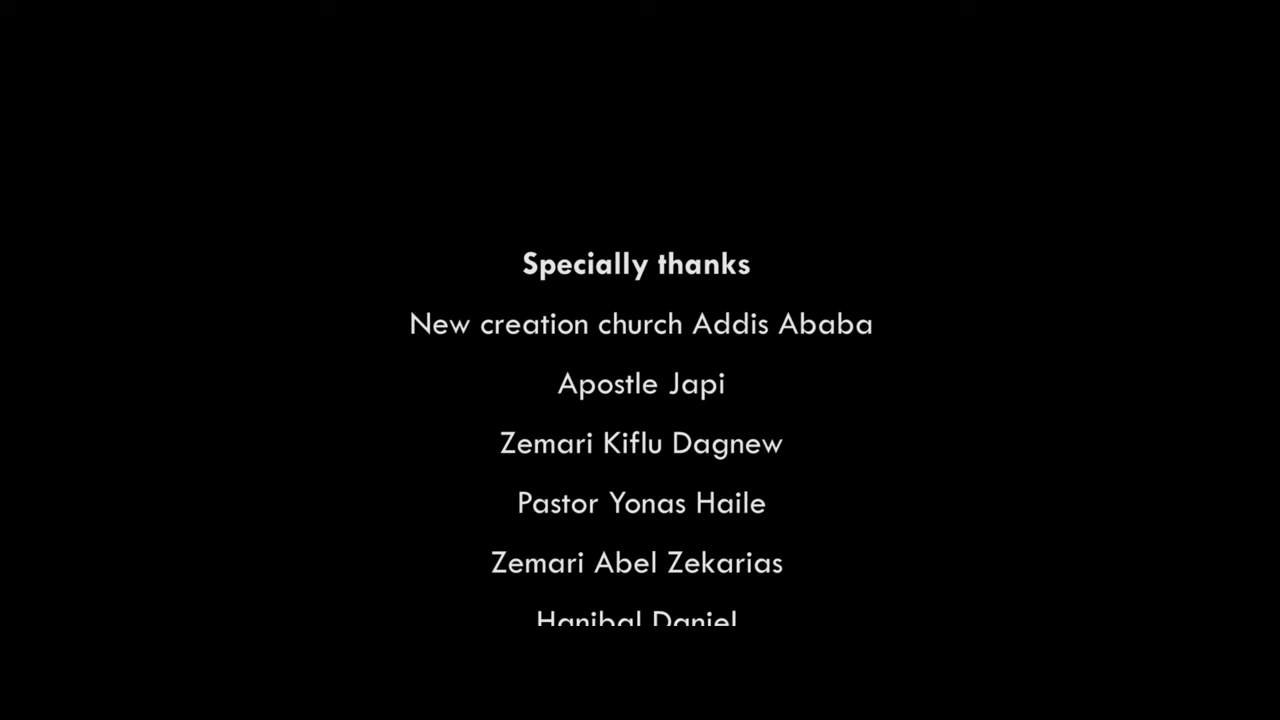 Specially thanks
New creation church Addis Ababa
Apostle Japi
Zemari Kiflu Dagnew
Pastor Yonas Haile
Zemari Abel Zekarias
Hanibal Daniel